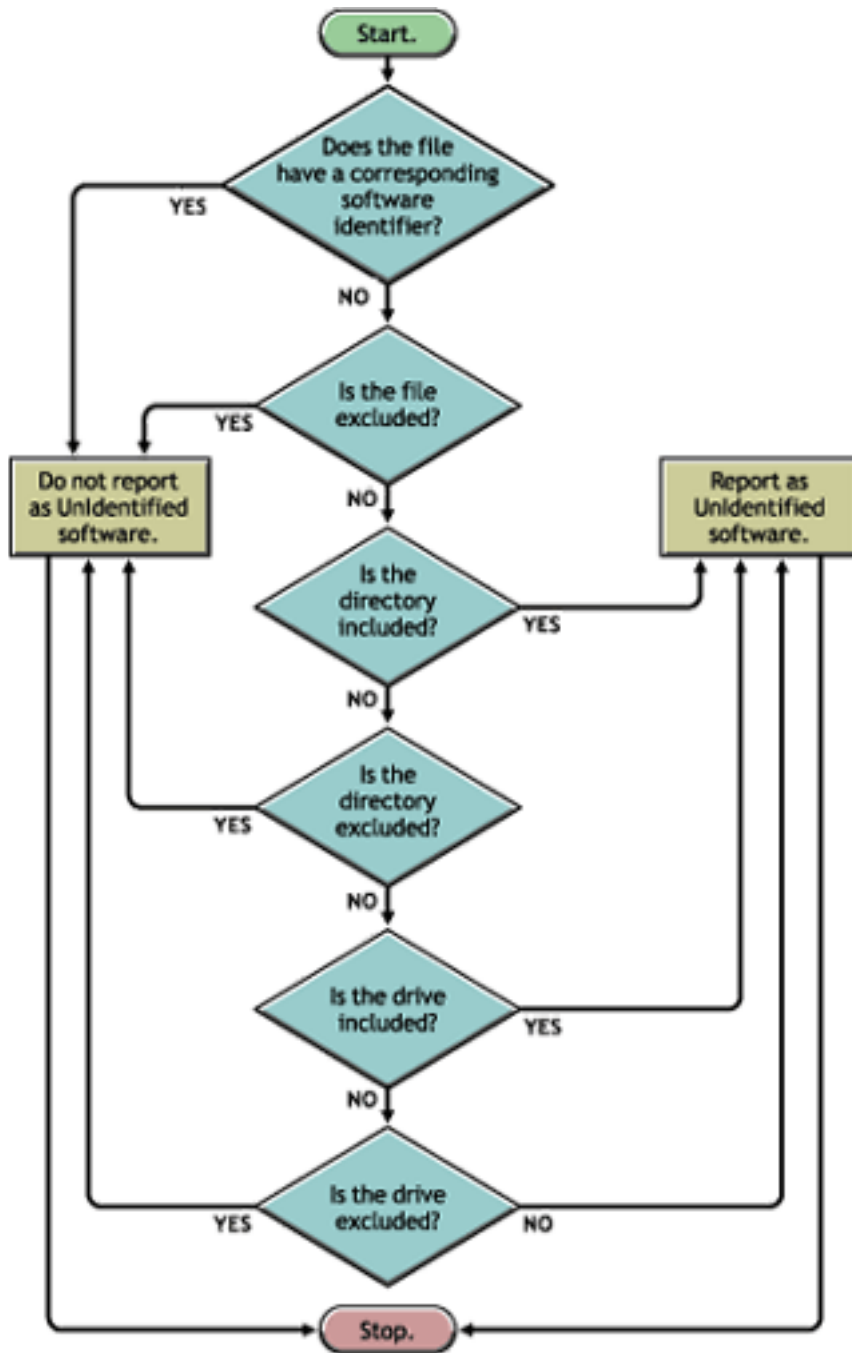 Start.
Does the file
have a corresponding
software
identifier?
YES
NO
Is the file
excluded?
YES
NO
Do not report
as UnIdentified
software.
Report as
UnIdentified
software.
Is the
directory
included?
YES
NO
Is the
directory
excluded?
YES
NO
Is the drive
included?
YES
NO
Is the drive
excluded?
YES
NO
Stop.